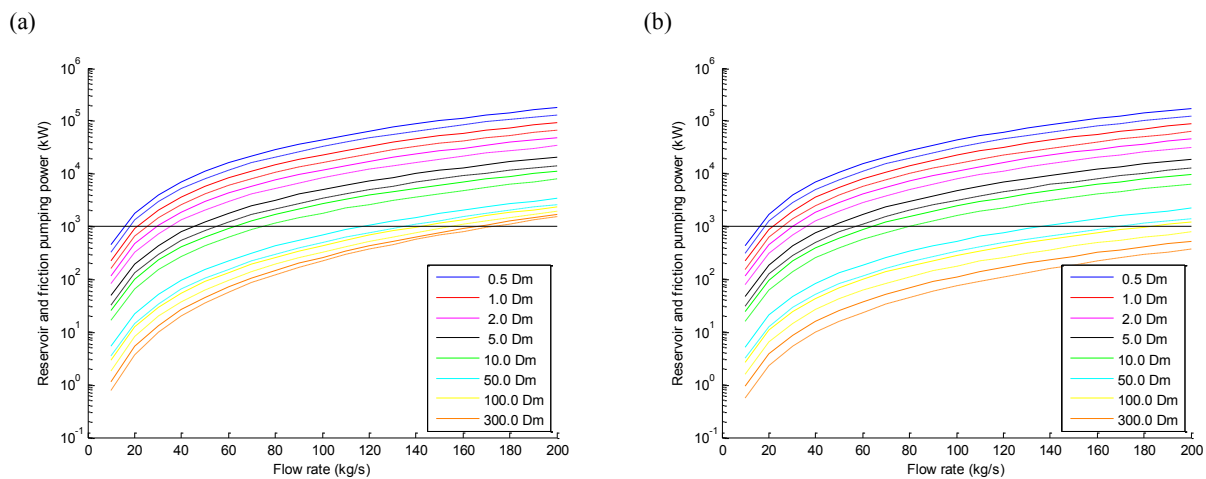 (a)
(b)
Reservoir and friction pumping power (kW)
10^6
10^5
10^4
10^3
10^2
10^1
10^0
10^-1
0 20 40 60 80 100 120 140 160 180 200
Flow rate (kg/s)
0.5 Dm
1.0 Dm
2.0 Dm
5.0 Dm
10.0 Dm
50.0 Dm
100.0 Dm
300.0 Dm
Reservoir and friction pumping power (kW)
10^6
10^5
10^4
10^3
10^2
10^1
10^0
10^-1
0 20 40 60 80 100 120 140 160 180 200
Flow rate (kg/s)
0.5 Dm
1.0 Dm
2.0 Dm
5.0 Dm
10.0 Dm
50.0 Dm
100.0 Dm
300.0 Dm